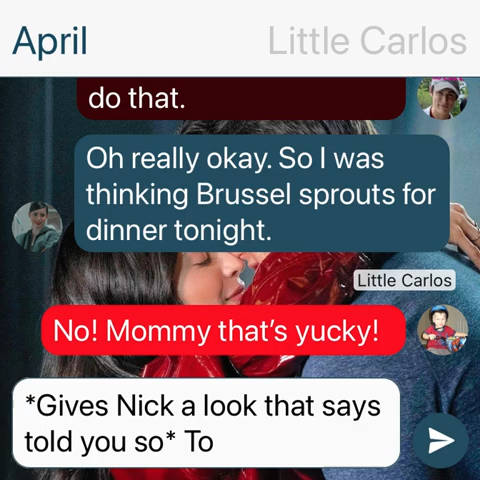 April
Little Carlos
do that.
Oh really okay. So I was
thinking Brussel sprouts for
dinner tonight.
Little Carlos
No! Mommy that’s yucky!
*Gives Nick a look that says
told you so* To